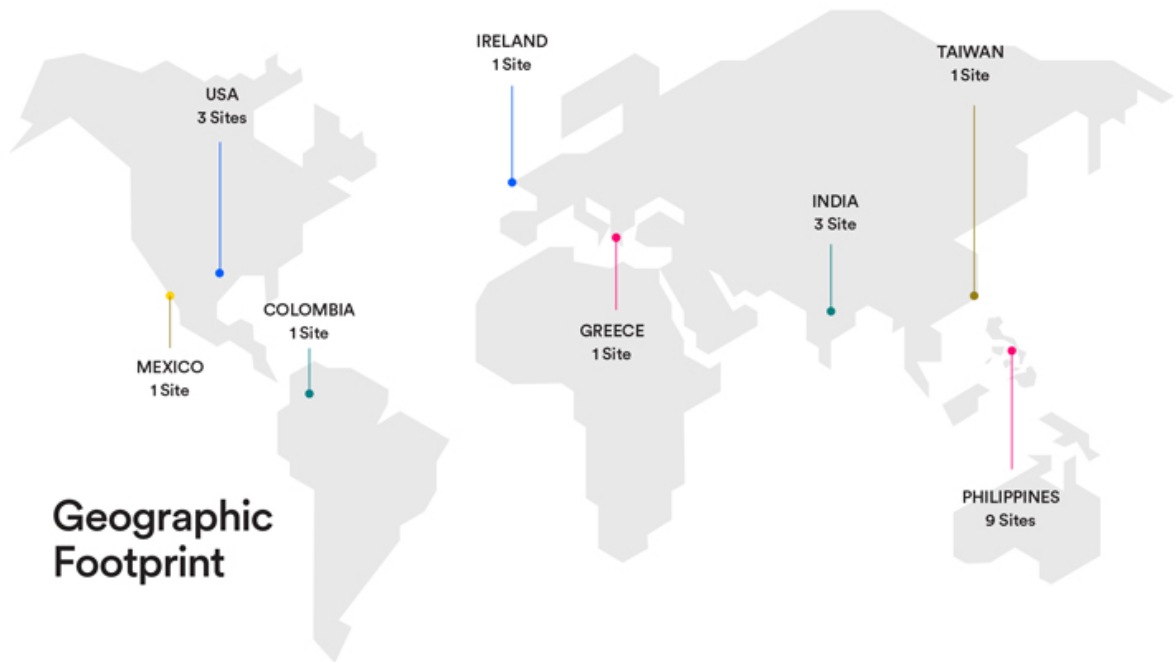 IRELAND
1 Site
TAIWAN
1 Site
USA
3 Sites
INDIA
3 Site
COLOMBIA
1 Site
GREECE
1 Site
MEXICO
1 Site
PHILIPPINES
9 Sites
Geographic
Footprint